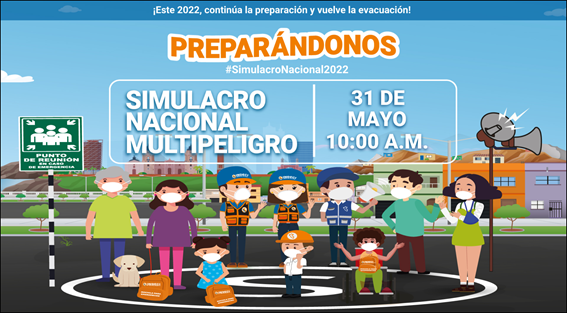 ¡Este 2022, continúa la preparación y vuelve la evacuación!
PREPARÁNDONOS
#SimulacroNacional2022
SIMULACRO
NACIONAL
MULTIPELIGRO
31 DE
MAYO
10:00 A.M.
PUNTO
DE REUNIÓN
EN CASO
DE EMERGENCIA
S